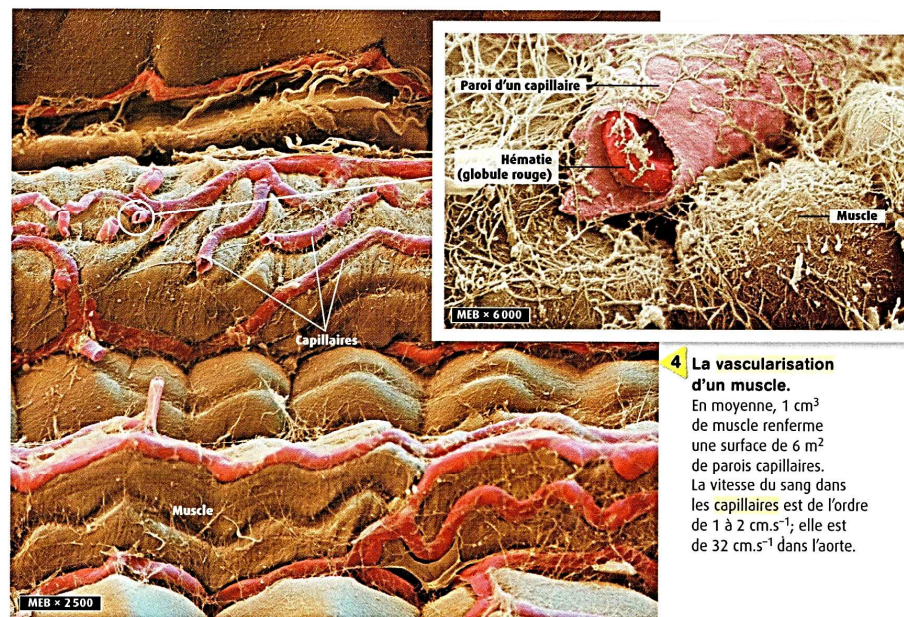 Paroi d'un capillaire
Hématie
(globule rouge)
Muscle
MEB × 6 000
Capillaires
Muscle
MEB × 2 500
4 La vascularisation
d'un muscle.
En moyenne, 1 cm³
de muscle renferme
une surface de 6 m²
de parois capillaires.
La vitesse du sang dans
les capillaires est de l'ordre
de 1 à 2 cm.s⁻¹; elle est
de 32 cm.s⁻¹ dans l'aorte.